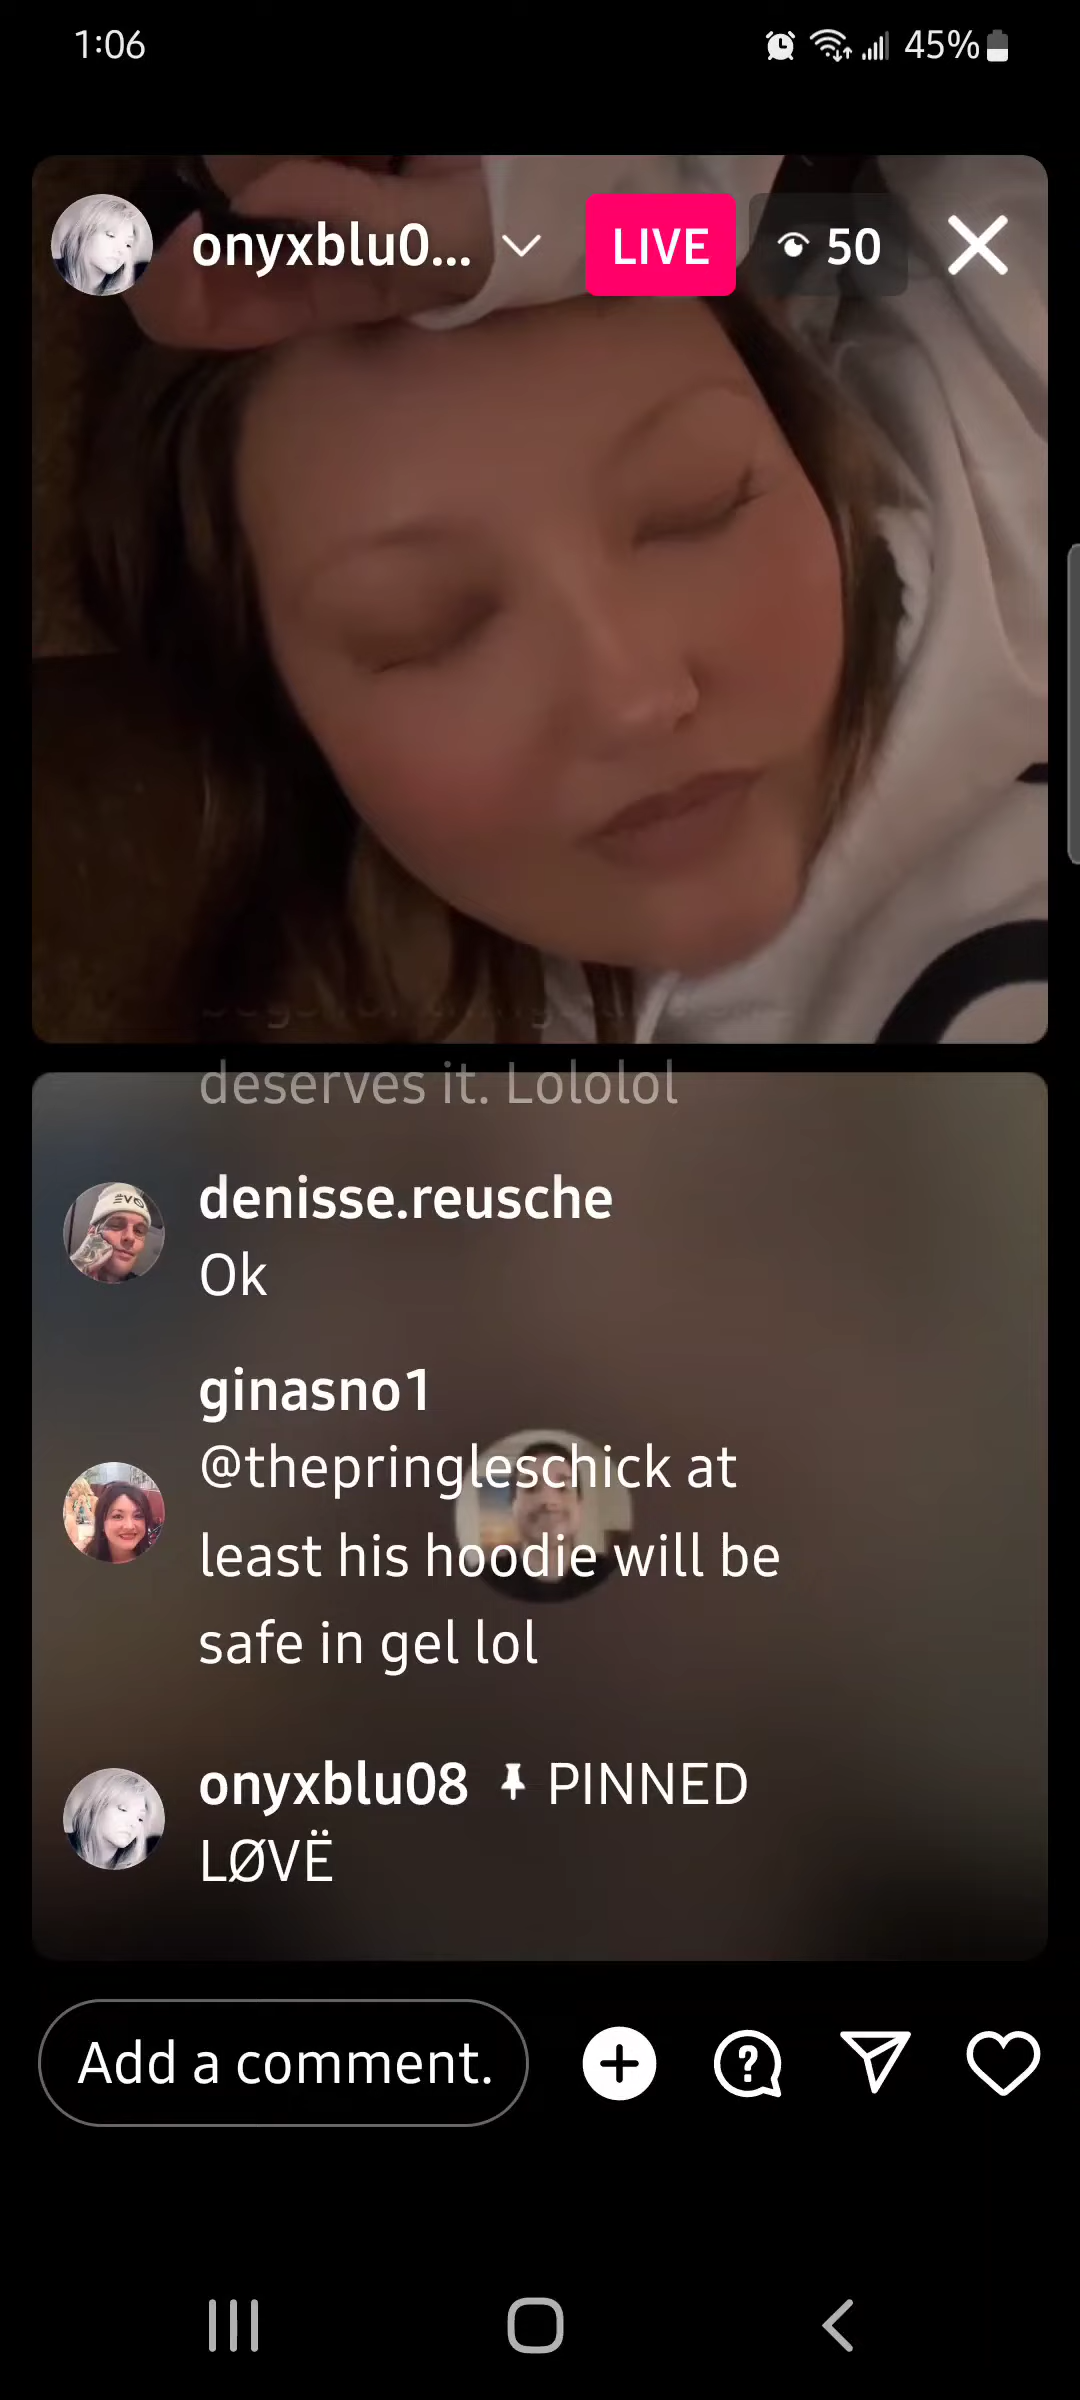 1:06
45%
onyxblu0...
LIVE
50
deserves it. Lololol
denisse.reusche
Ok
ginasno1
@thepringleschick at
least his hoodie will be
safe in gel lol
onyxblu08 PINNED
LØVË
Add a comment.